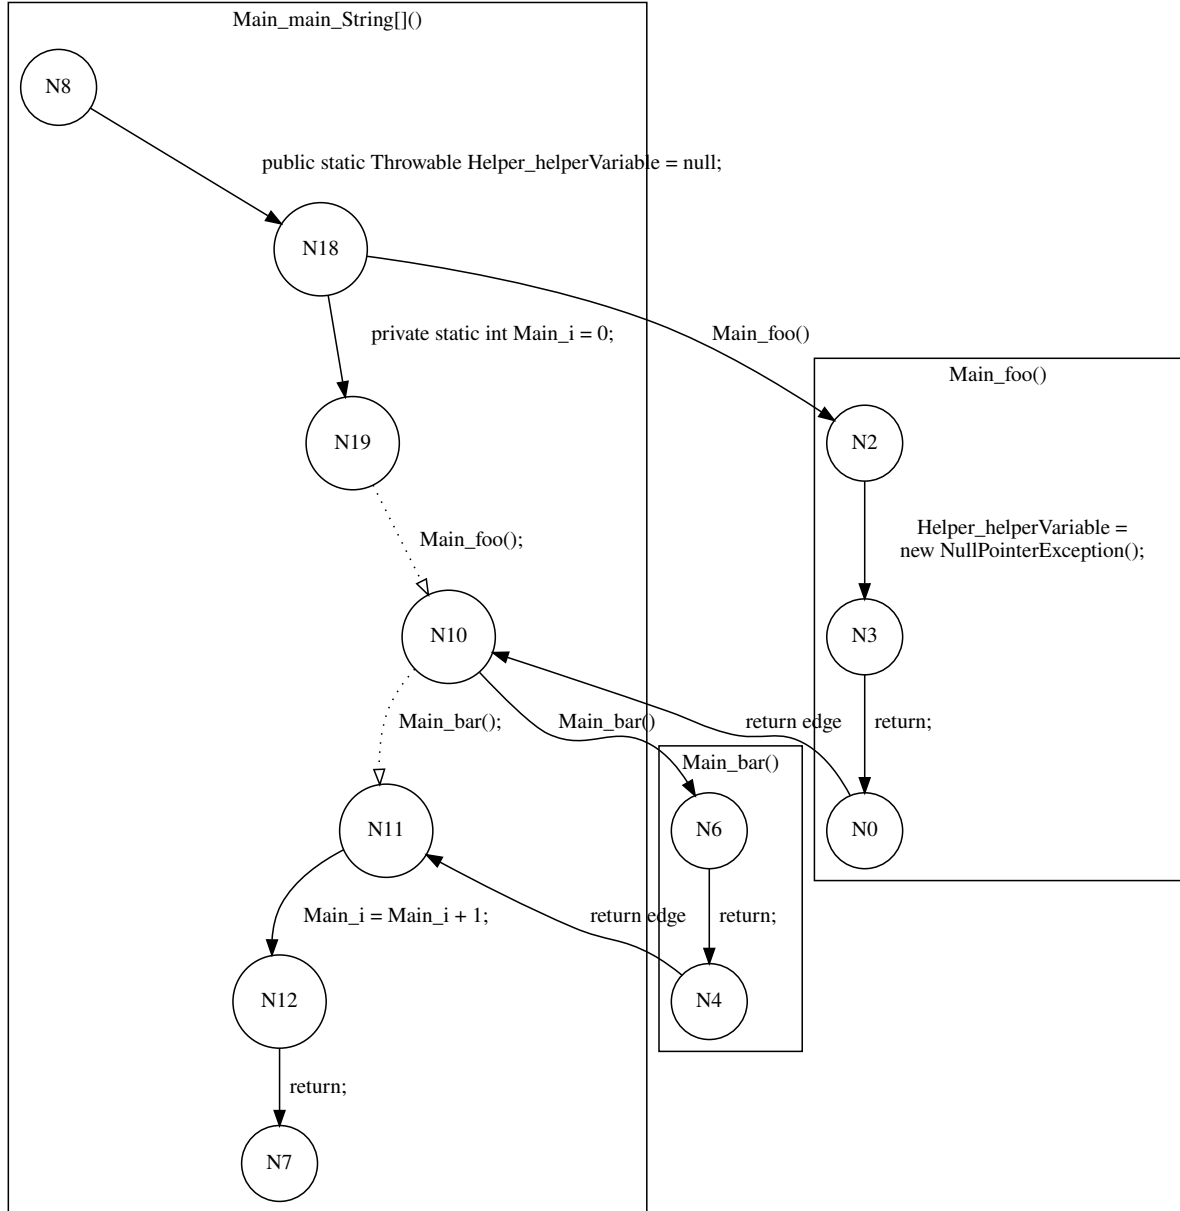 Main_main_String[]()
N8
public static Throwable Helper_helperVariable = null;
N18
private static int Main_i = 0;
Main_foo()
Main_foo()
N19
N2
Main_foo();
Helper_helperVariable =
new NullPointerException();
N10
N3
Main_bar();
Main_bar()
return edge
return;
Main_bar()
N11
N6
N0
Main_i = Main_i + 1;
return edge
return;
N12
N4
return;
N7